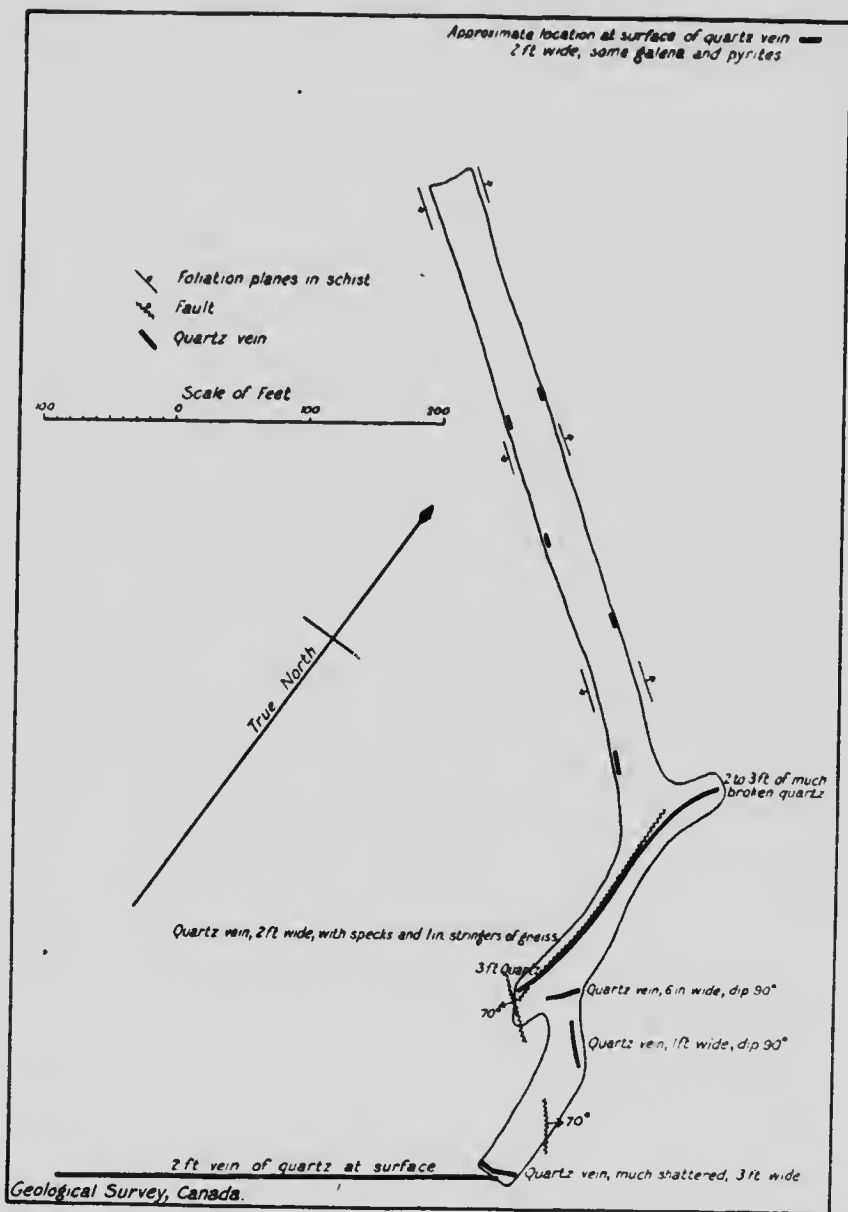 Approximate location at surface of quartz vein
2 ft wide, some galena and pyrites
Foliation planes in schist
Fault
Quartz vein
Scale of Feet
100 0 100 200
True North
2 to 3 ft of much
broken quartz
Quartz vein, 2 ft wide, with specks and 1 in. stringers of gneiss
3 ft Quartz
70°
Quartz vein, 6 in wide, dip 90°
Quartz vein, 1 ft wide, dip 90°
70°
2 ft vein of quartz at surface
Quartz vein, much shattered, 3 ft wide
Geological Survey, Canada.